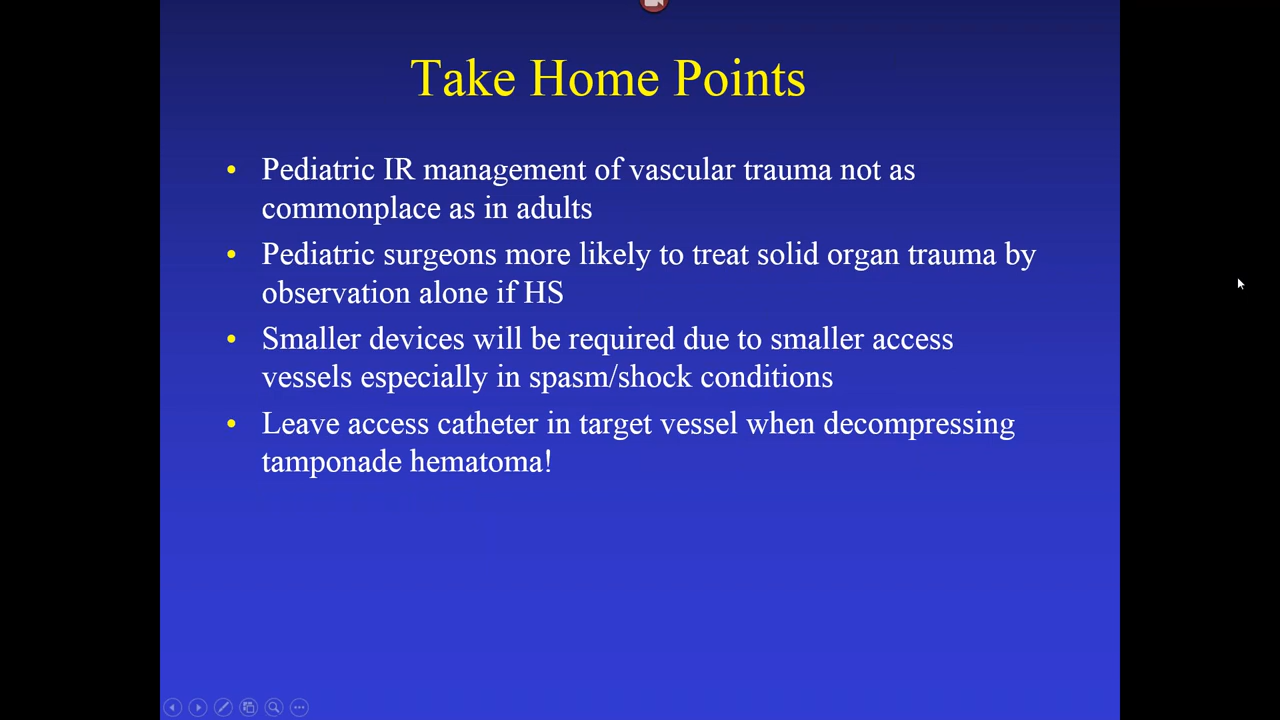 Take Home Points
• Pediatric IR management of vascular trauma not as
commonplace as in adults
• Pediatric surgeons more likely to treat solid organ trauma by
observation alone if HS
• Smaller devices will be required due to smaller access
vessels especially in spasm/shock conditions
• Leave access catheter in target vessel when decompressing
tamponade hematoma!